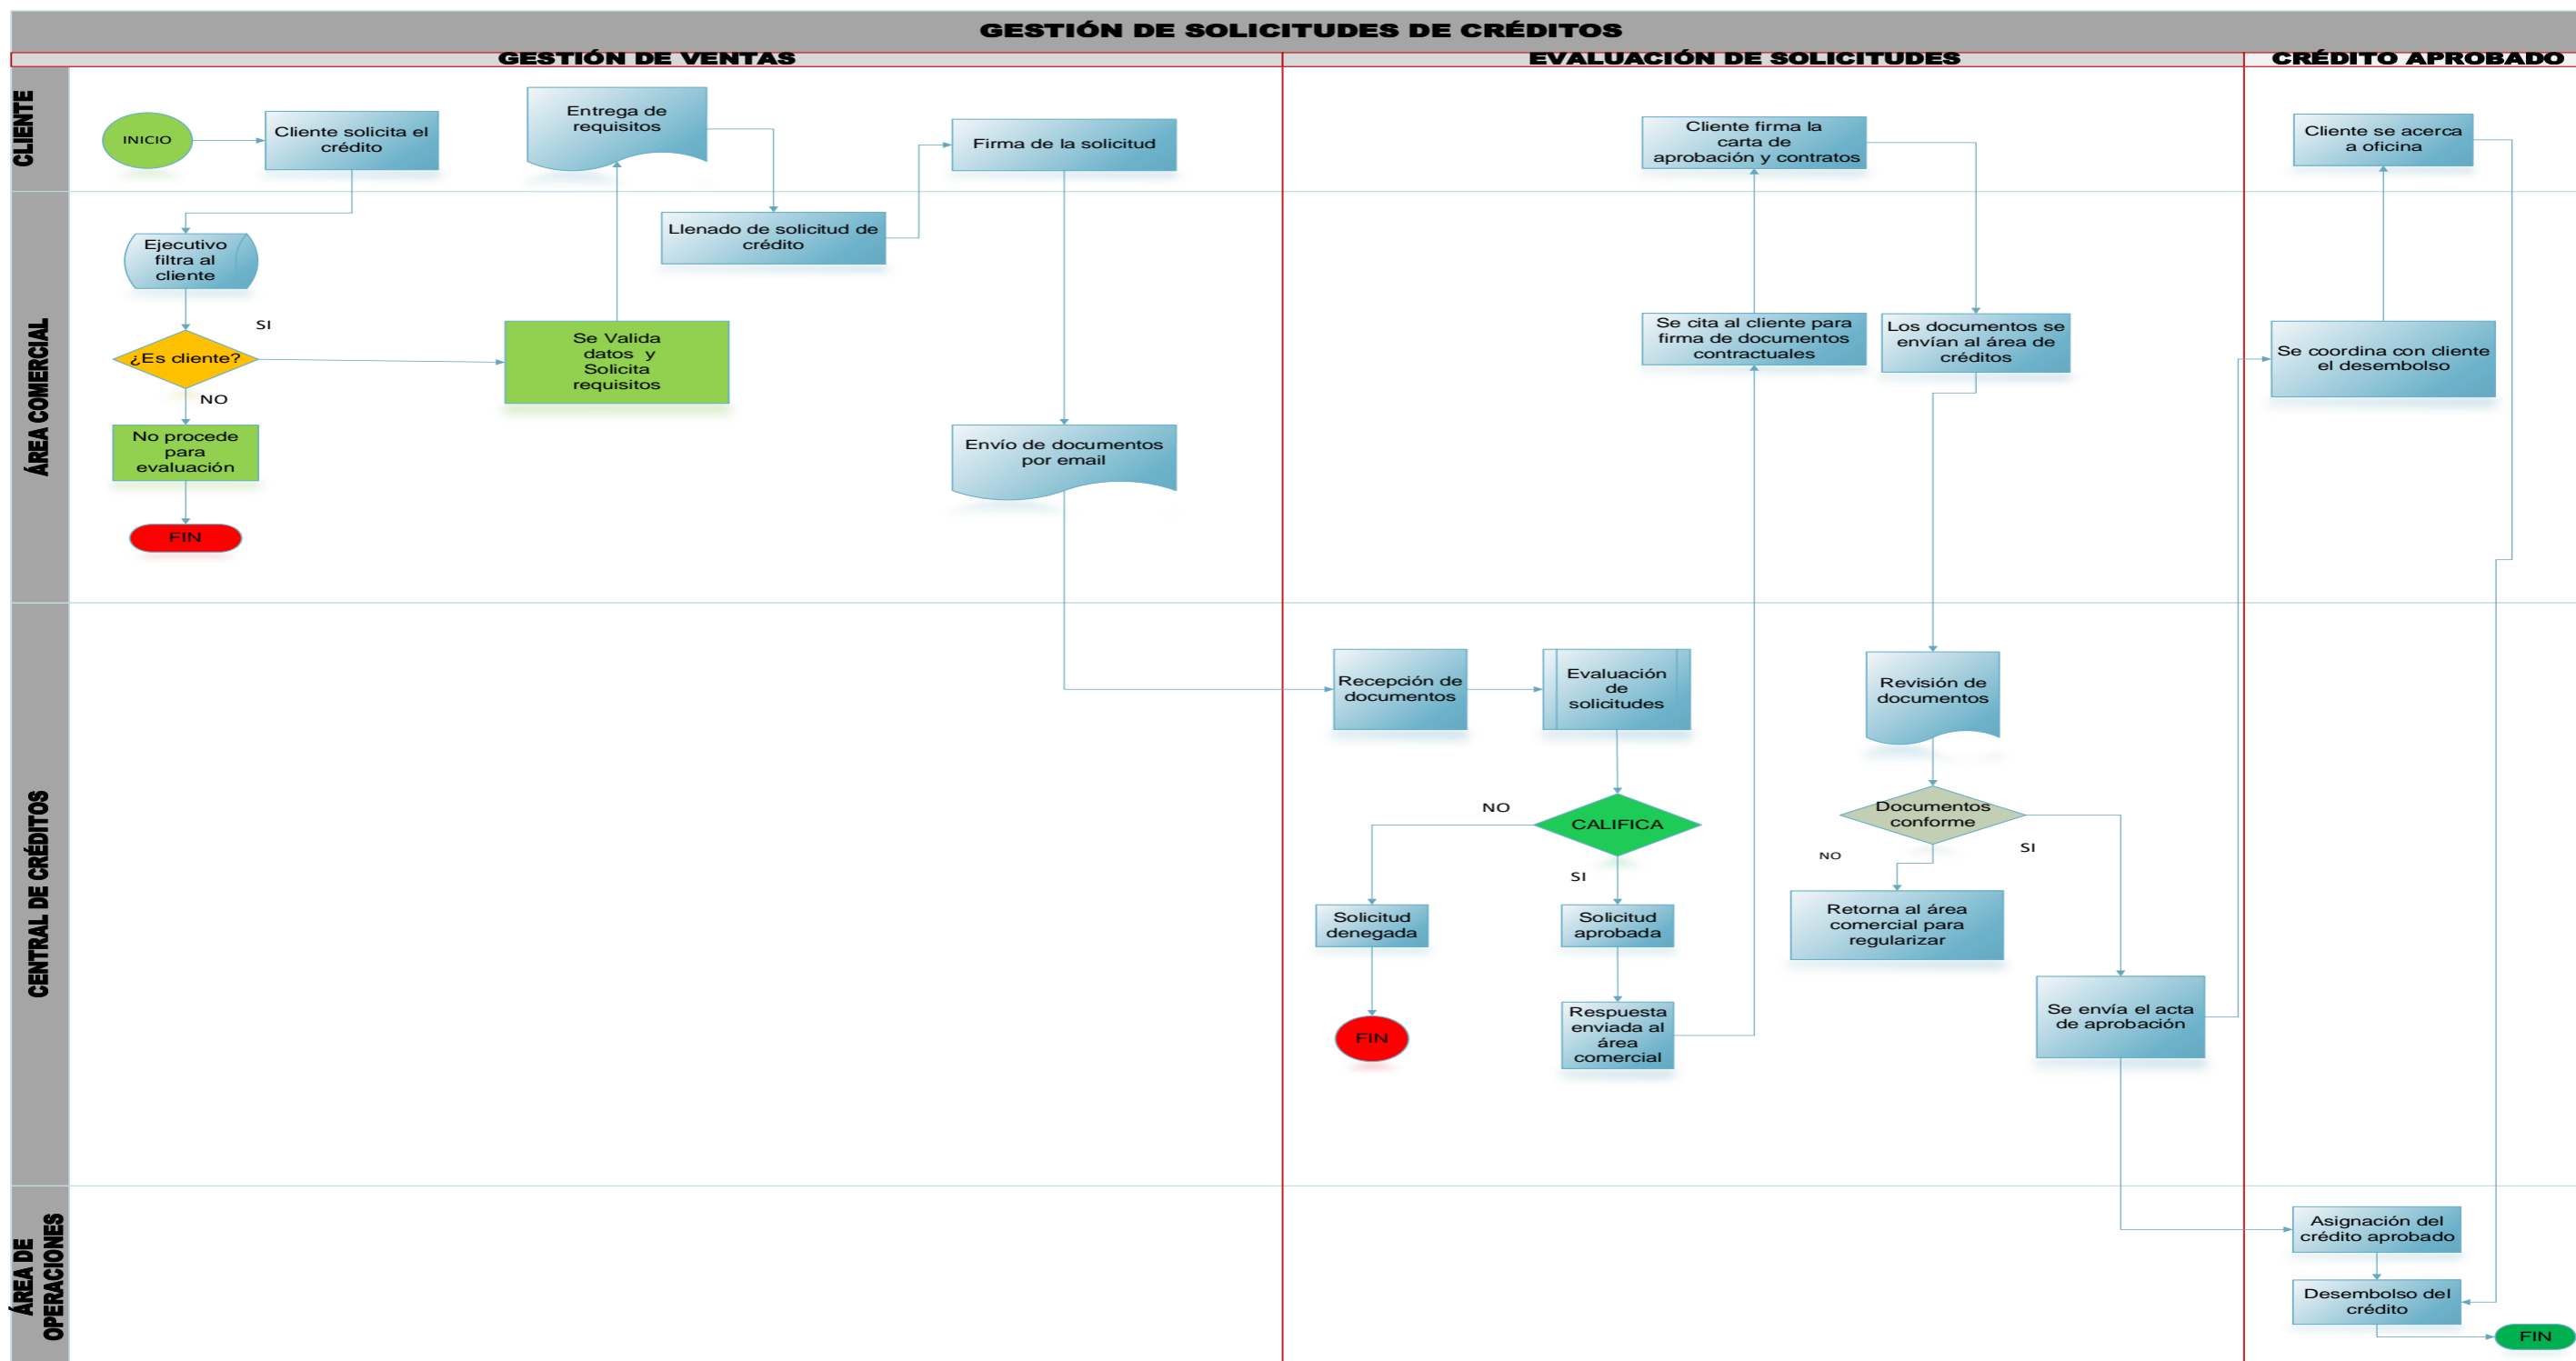 GESTIÓN DE SOLICITUDES DE CRÉDITOS
GESTIÓN DE VENTAS
EVALUACIÓN DE SOLICITUDES
CRÉDITO APROBADO
CLIENTE
INICIO
Cliente solicita el
crédito
Entrega de
requisitos
Firma de la solicitud
Cliente firma la
carta de
aprobación y contratos
Cliente se acerca
a oficina
ÁREA COMERCIAL
Ejecutivo
filtra al
cliente
Llenado de solicitud de
crédito
SI
¿Es cliente?
NO
Se Valida
datos y
Solicita
requisitos
No procede
para
evaluación
FIN
Envío de documentos
por email
Se cita al cliente para
firma de documentos
contractuales
Los documentos se
envían al área de
créditos
Se coordina con cliente
el desembolso
CENTRAL DE CRÉDITOS
Recepción de
documentos
Evaluación
de
solicitudes
Revisión de
documentos
NO
CALIFICA
SI
Documentos
conforme
NO
SI
Solicitud
denegada
Solicitud
aprobada
Retorna al área
comercial para
regularizar
FIN
Respuesta
enviada al
área
comercial
Se envía el acta
de aprobación
ÁREA DE
OPERACIONES
Asignación del
crédito aprobado
Desembolso del
crédito
FIN